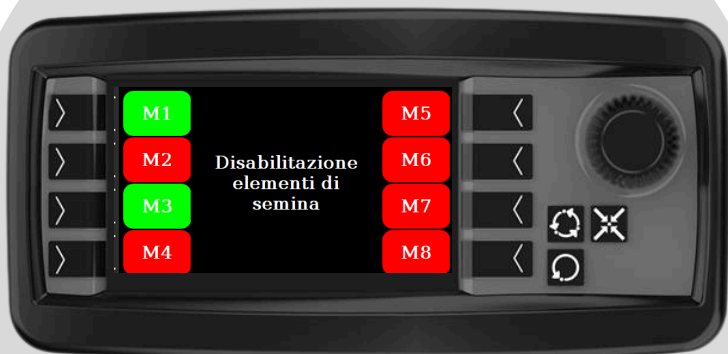 M1
M2
M3
M4
Disabilitazione
elementi di
semina
M5
M6
M7
M8